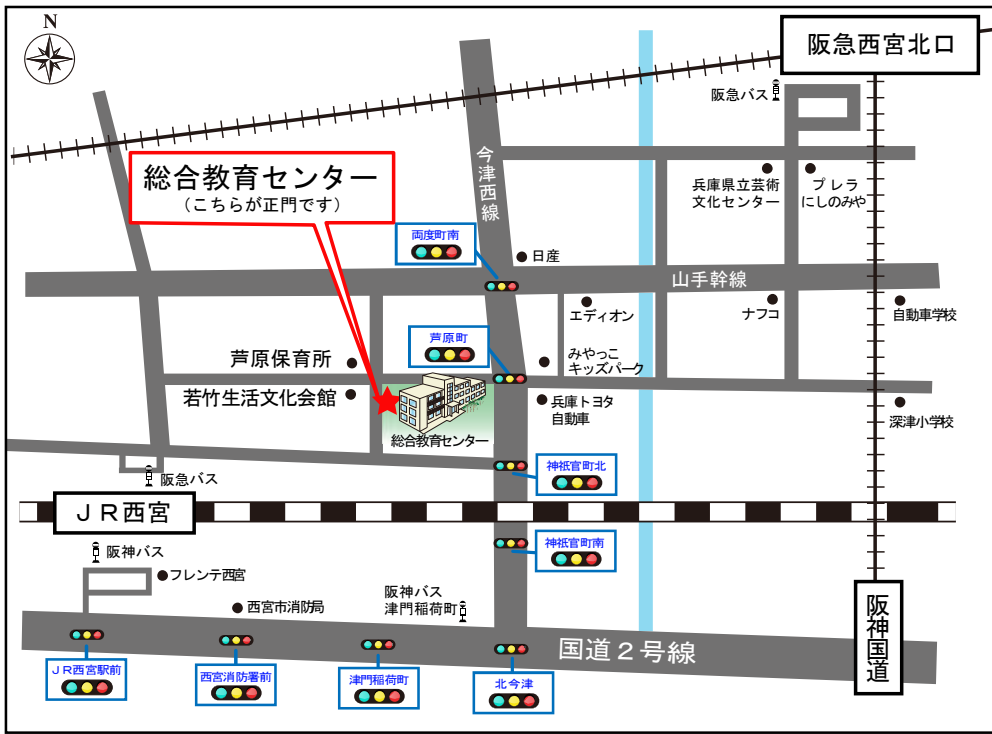 N
阪急西宮北口
阪急バス
総合教育センター
(こちらが正門です)
今津西線
兵庫県立芸術
文化センター
プレラ
にしのみや
両度町南
日産
山手幹線
エディオン
ナフコ
自動車学校
芦原町
みやっこ
キッズパーク
芦原保育所
若竹生活文化会館
兵庫トヨタ
自動車
深津小学校
総合教育センター
神祇官町北
阪急バス
JR西宮
神祇官町南
阪神バス
フレンテ西宮
阪神バス
津門稲荷町
西宮市消防局
国道2号線
阪神国道
JR西宮駅前
西宮消防署前
津門稲荷町
北今津